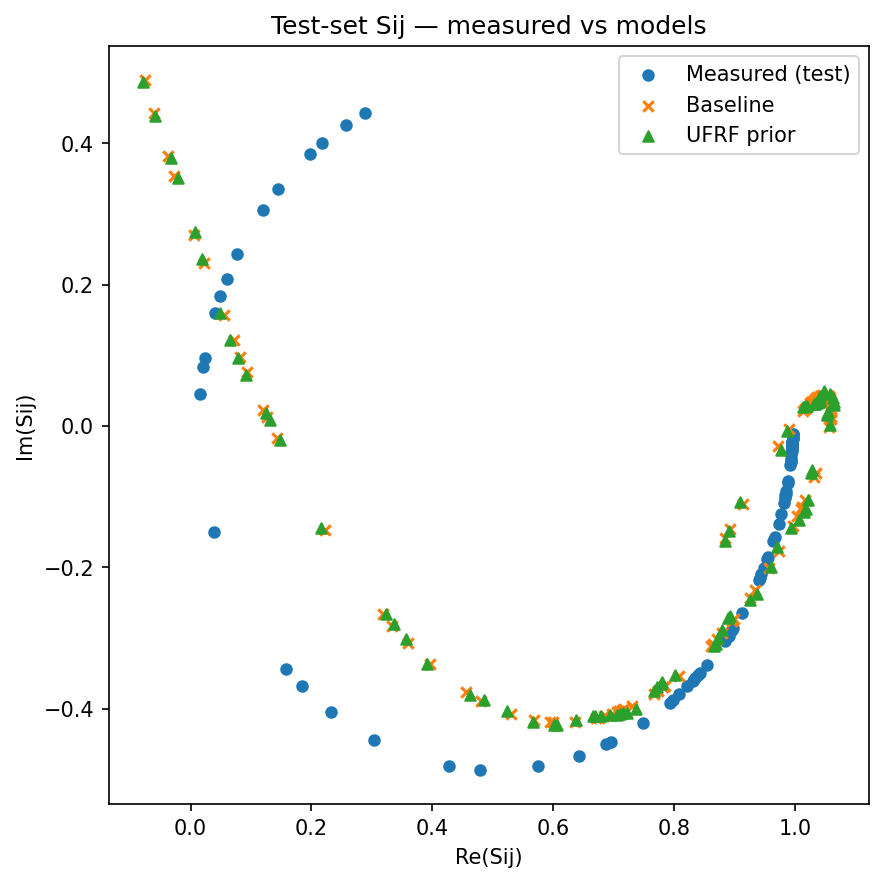 Test-set Sij — measured vs models
Measured (test)
Baseline
UFRF prior
Im(Sij)
0.4
0.2
0.0
−0.2
−0.4
0.0 0.2 0.4 0.6 0.8 1.0
Re(Sij)